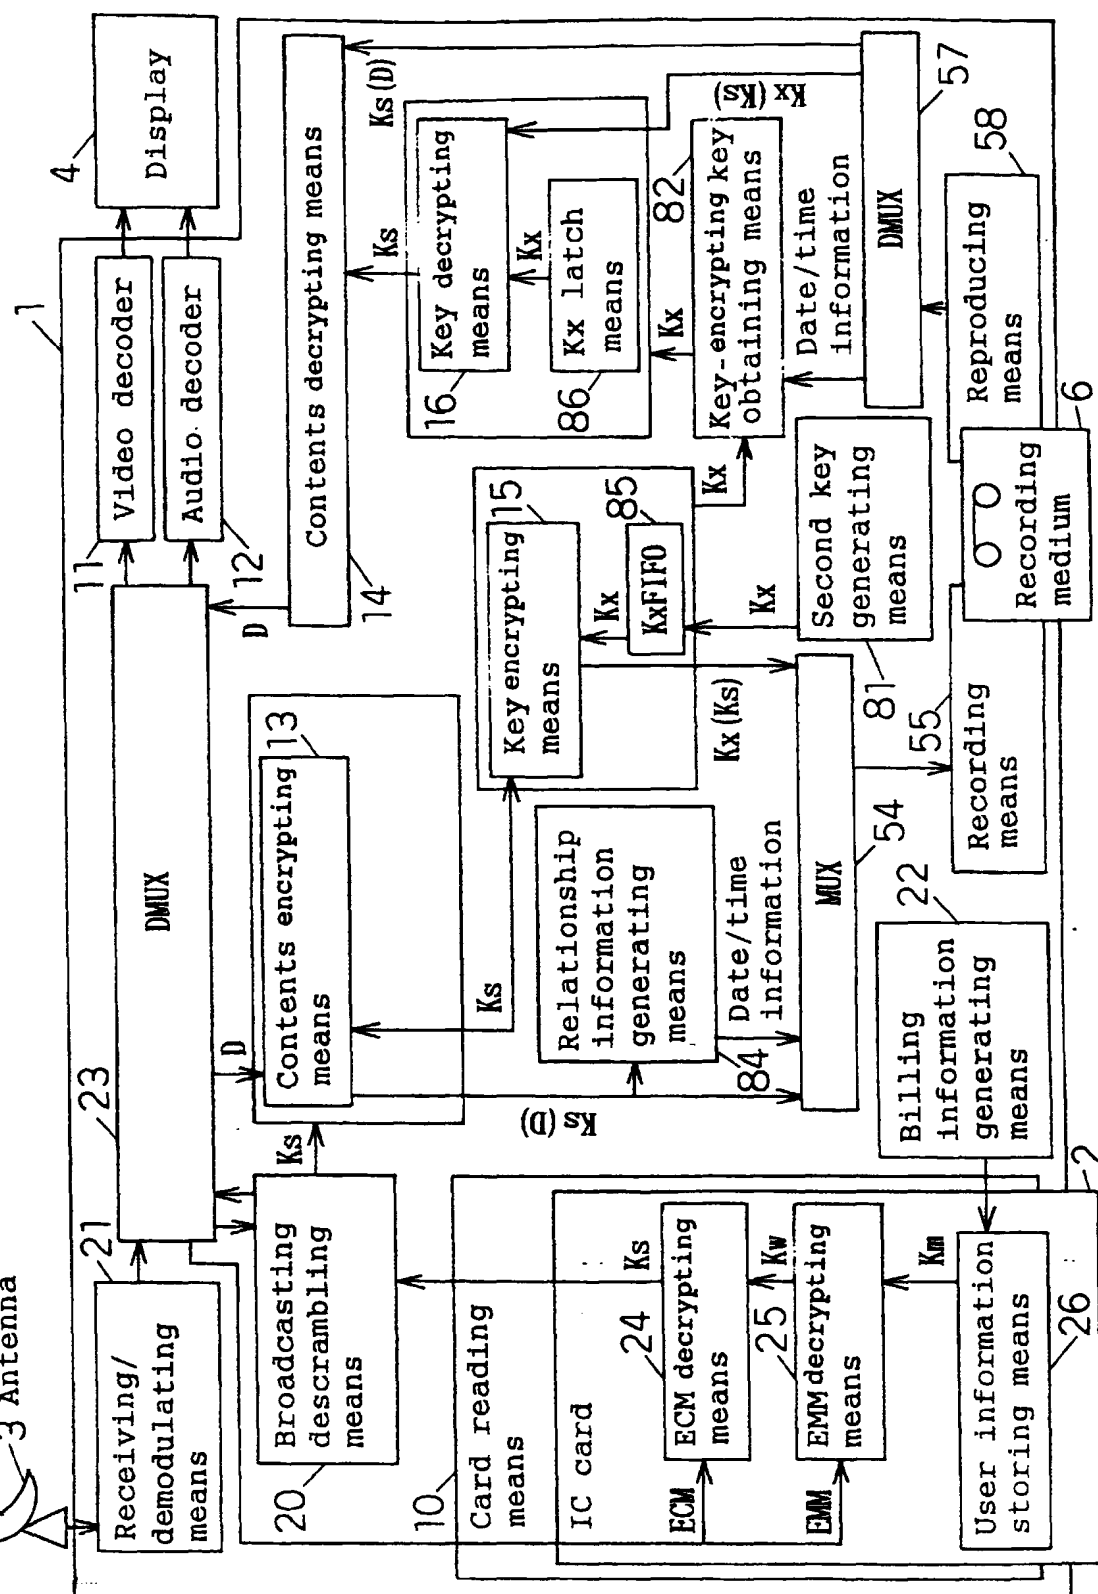 3 Antenna
Receiving/
demodulating
means
21
23
DMUX
11
Video decoder
1
4
Display
Audio decoder
12
D
D
Contents decrypting means
14
Ks(D)
Broadcasting
descrambling
means
20
Ks
Contents encrypting
means
13
Ks
Key encrypting
means
15
Kx
KxFIFO
85
Kx
Ks
Key decrypting
means
16
Kx
Kx latch
means
86
Kx
Kx(Ks)
Key-encrypting key
obtaining means
82
Kx
Relationship
information
generating
means
84
Ks(D)
Date/time
information
Kx(Ks)
Second key
generating
means
81
Date/time
information
DMUX
57
MUX
54
Card reading
means
10
IC card
2
ECM
ECM decrypting
means
24
Ks
Kw
EMM
EMM decrypting
means
25
Km
User information
storing means
26
Billing
information
generating
means
22
Recording
means
55
Recording
medium
6
Reproducing
means
58